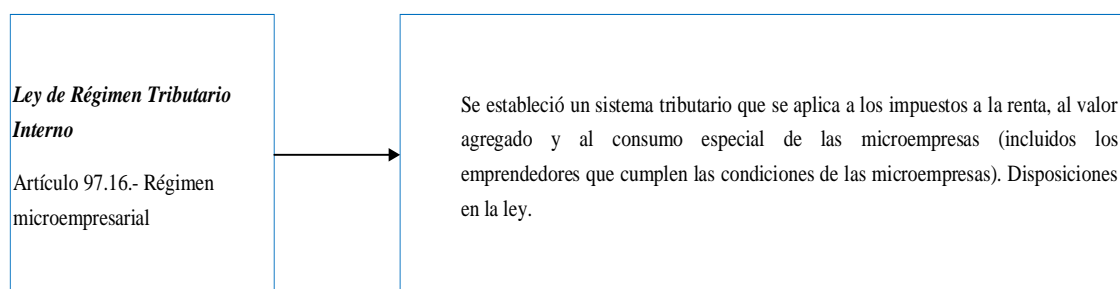 Ley de Régimen Tributario
Interno
Artículo 97.16.- Régimen
microempresarial
Se estableció un sistema tributario que se aplica a los impuestos a la renta, al valor
agregado y al consumo especial de las microempresas (incluidos los
emprendedores que cumplen las condiciones de las microempresas). Disposiciones
en la ley.